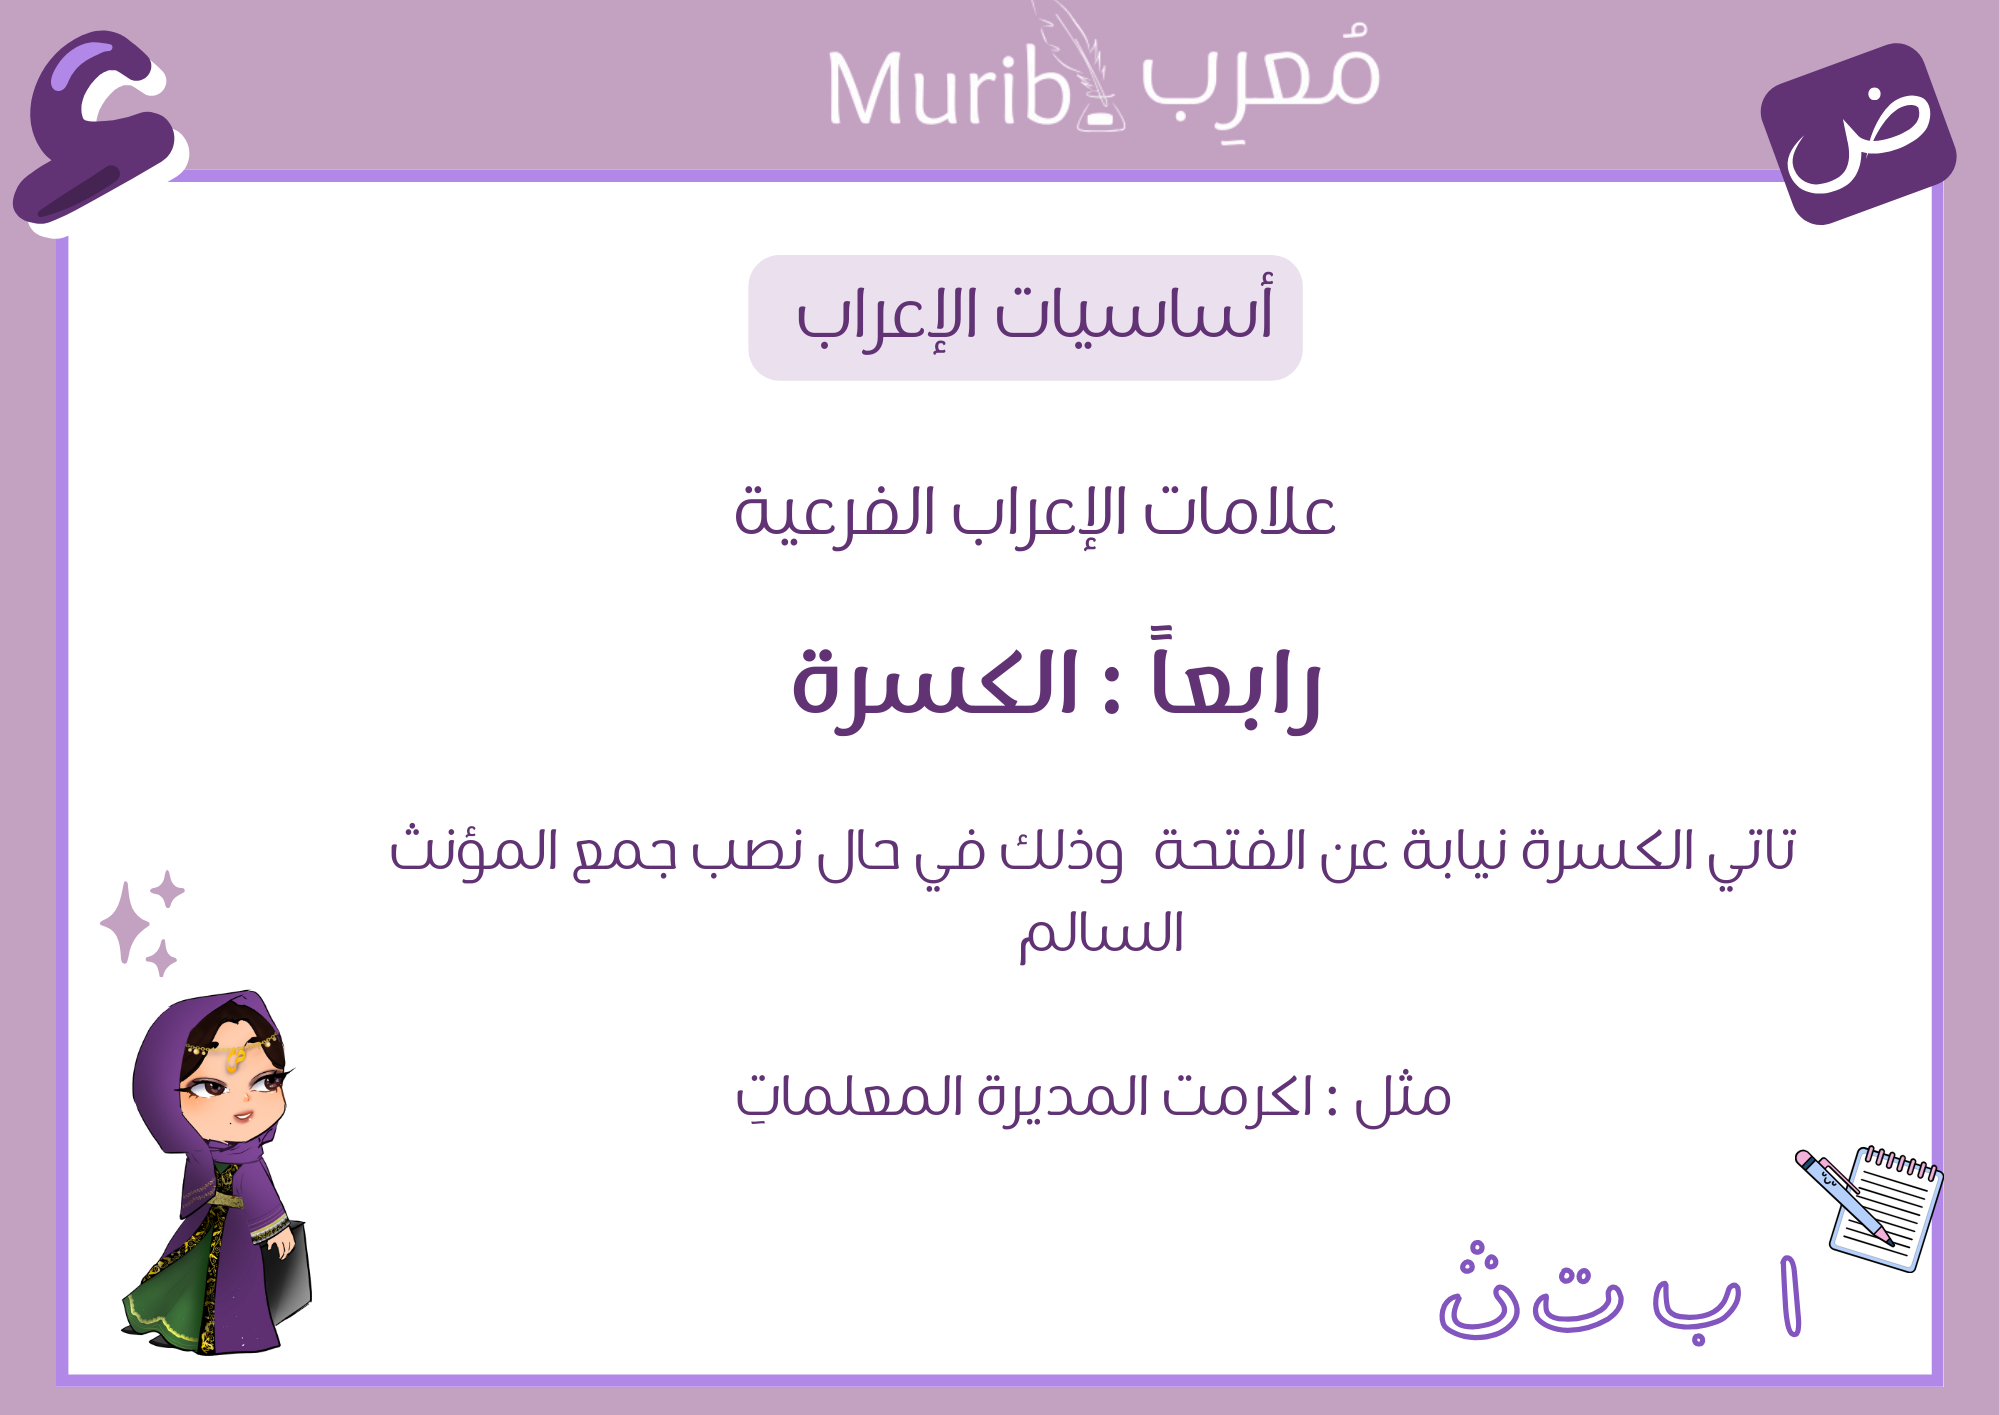 Murib مُعرِب
ض
ء
أساسيات الإعراب
علامات الإعراب الفرعية
رابعاً : الكسرة
تاتي الكسرة نيابة عن الفتحة وذلك في حال نصب جمع المؤنث
السالم
مثل : اكرمت المديرة المعلماتِ
ا ب ت ث